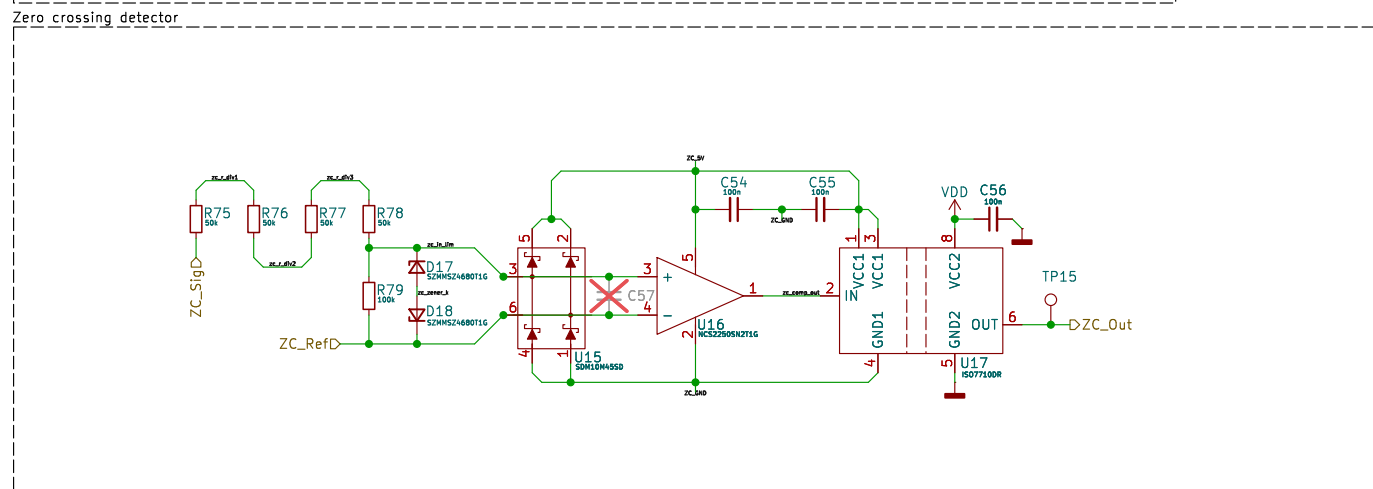 Zero crossing detector
zc_r_div1
zc_r_div3
R75
50k
R76
50k
R77
50k
R78
50k
zc_r_div2
ZC_Sig
zc_in_lim
D17
SZMMSZ4680T1G
R79
100k
zc_zener_k
D18
SZMMSZ4680T1G
ZC_Ref
5
2
3
6
4
1
U15
SDM10M45SD
C57
ZC_5V
C54
100n
C55
100n
ZC_GND
3
+
4
-
5
2
1
U16
NCS2250SN2T1G
ZC_GND
zc_comp_out
2
IN
1
VCC1
3
VCC1
8
VCC2
VDD
C56
100n
GND1
4
GND2
5
OUT
6
U17
ISO7710DR
TP15
ZC_Out